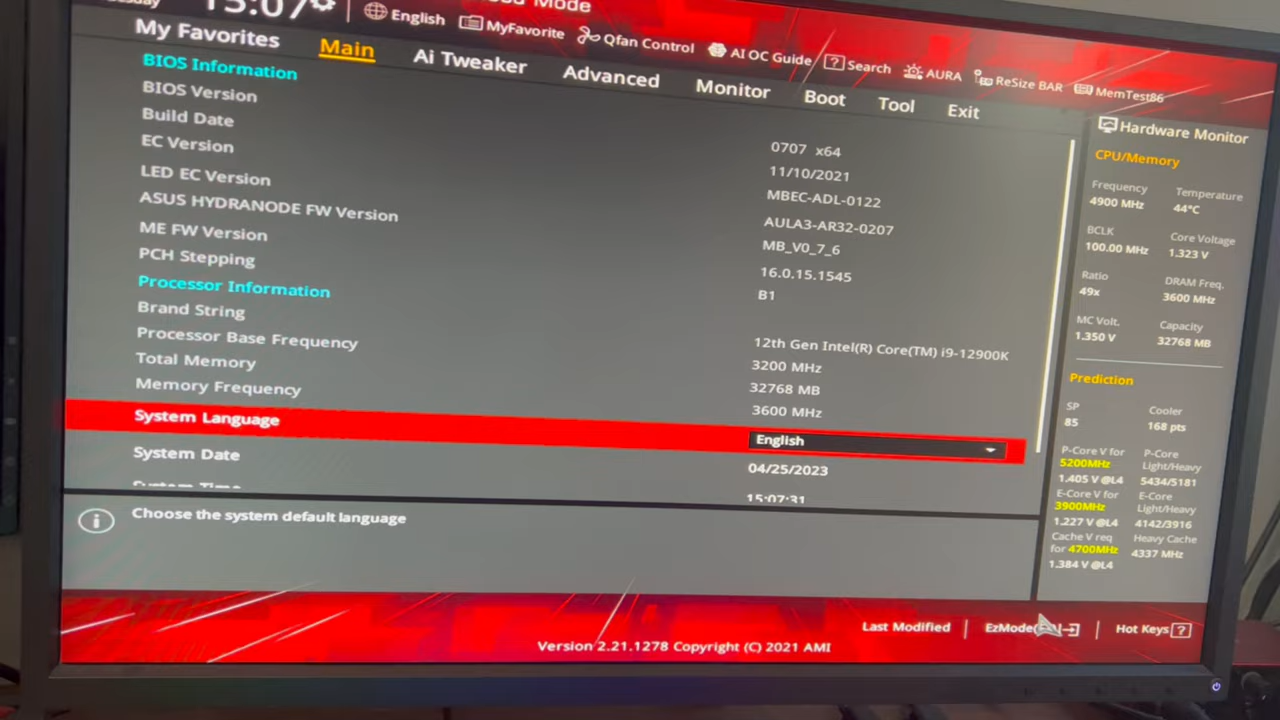 15:07
Mode
English
MyFavorite
Qfan Control
AI OC Guide
Search
AURA
ReSize BAR
MemTest86
My Favorites
Main
Ai Tweaker
Advanced
Monitor
Boot
Tool
Exit
BIOS Information
BIOS Version
0707 x64
Build Date
11/10/2021
EC Version
MBEC-ADL-0122
LED EC Version
AULA3-AR32-0207
ASUS HYDRANODE FW Version
MB_V0_7_6
ME FW Version
16.0.15.1545
PCH Stepping
B1
Processor Information
Brand String
12th Gen Intel(R) Core(TM) i9-12900K
Processor Base Frequency
3200 MHz
Total Memory
32768 MB
Memory Frequency
3600 MHz
System Language
English
System Date
04/25/2023
System Time
15:07:31
Choose the system default language
Hardware Monitor
CPU/Memory
Frequency
Temperature
4900 MHz
44°C
BCLK
Core Voltage
100.00 MHz
1.323 V
Ratio
DRAM Freq.
49x
3600 MHz
MC Volt.
Capacity
1.350 V
32768 MB
Prediction
SP
Cooler
85
168 pts
P-Core V for
P-Core
5200MHz
Light/Heavy
1.405 V @L4
5434/5181
E-Core V for
E-Core
3900MHz
Light/Heavy
1.227 V @L4
4142/3916
Cache V req
Heavy Cache
for 4700MHz
4337 MHz
1.384 V @L4
Last Modified
EzMode
Hot Keys ?
Version 2.21.1278 Copyright (C) 2021 AMI